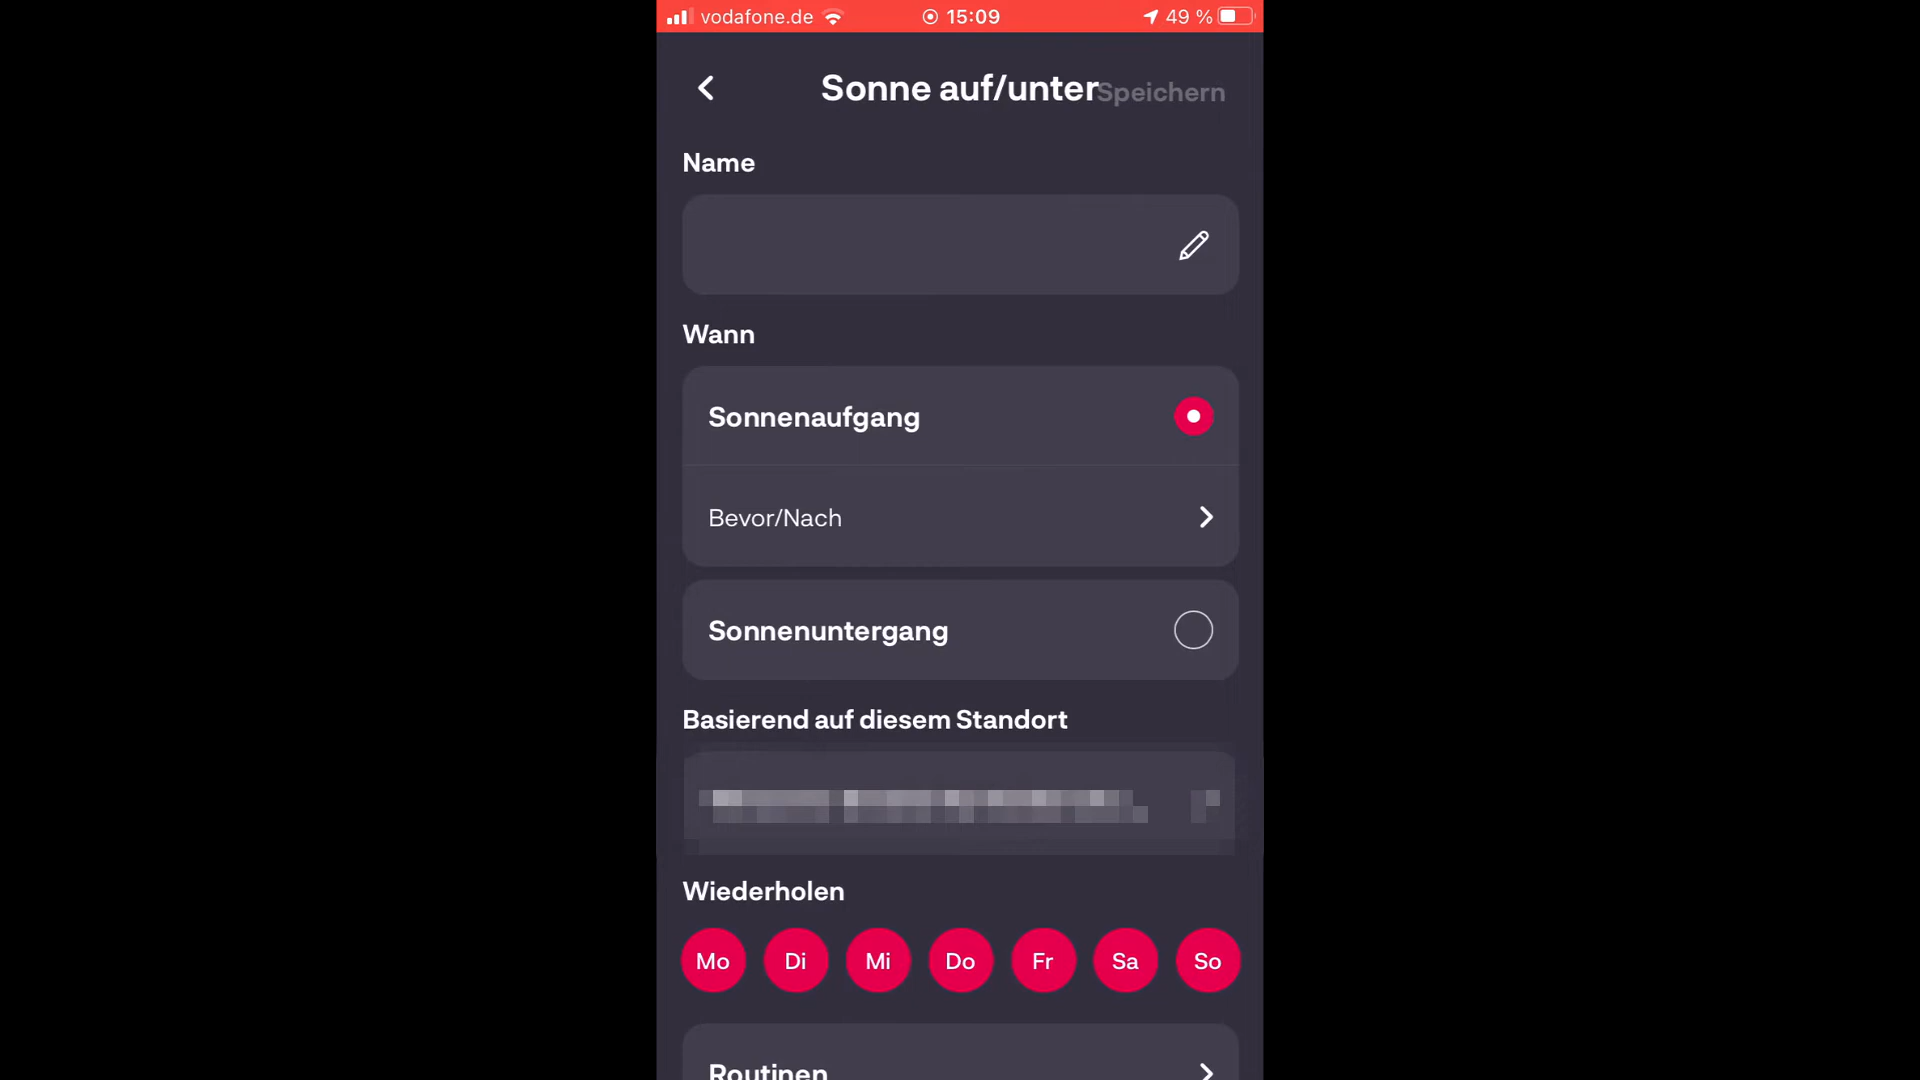 vodafone.de 15:09 49 %
Sonne auf/unter Speichern
Name
Wann
Sonnenaufgang
Bevor/Nach
Sonnenuntergang
Basierend auf diesem Standort
Wiederholen
Mo Di Mi Do Fr Sa So
Routinen